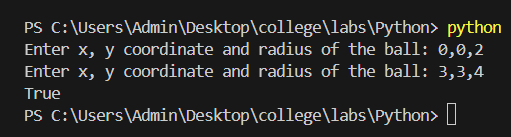 PS C:\Users\Admin\Desktop\college\labs\Python> python
Enter x, y coordinate and radius of the ball: 0,0,2
Enter x, y coordinate and radius of the ball: 3,3,4
True
PS C:\Users\Admin\Desktop\college\labs\Python>